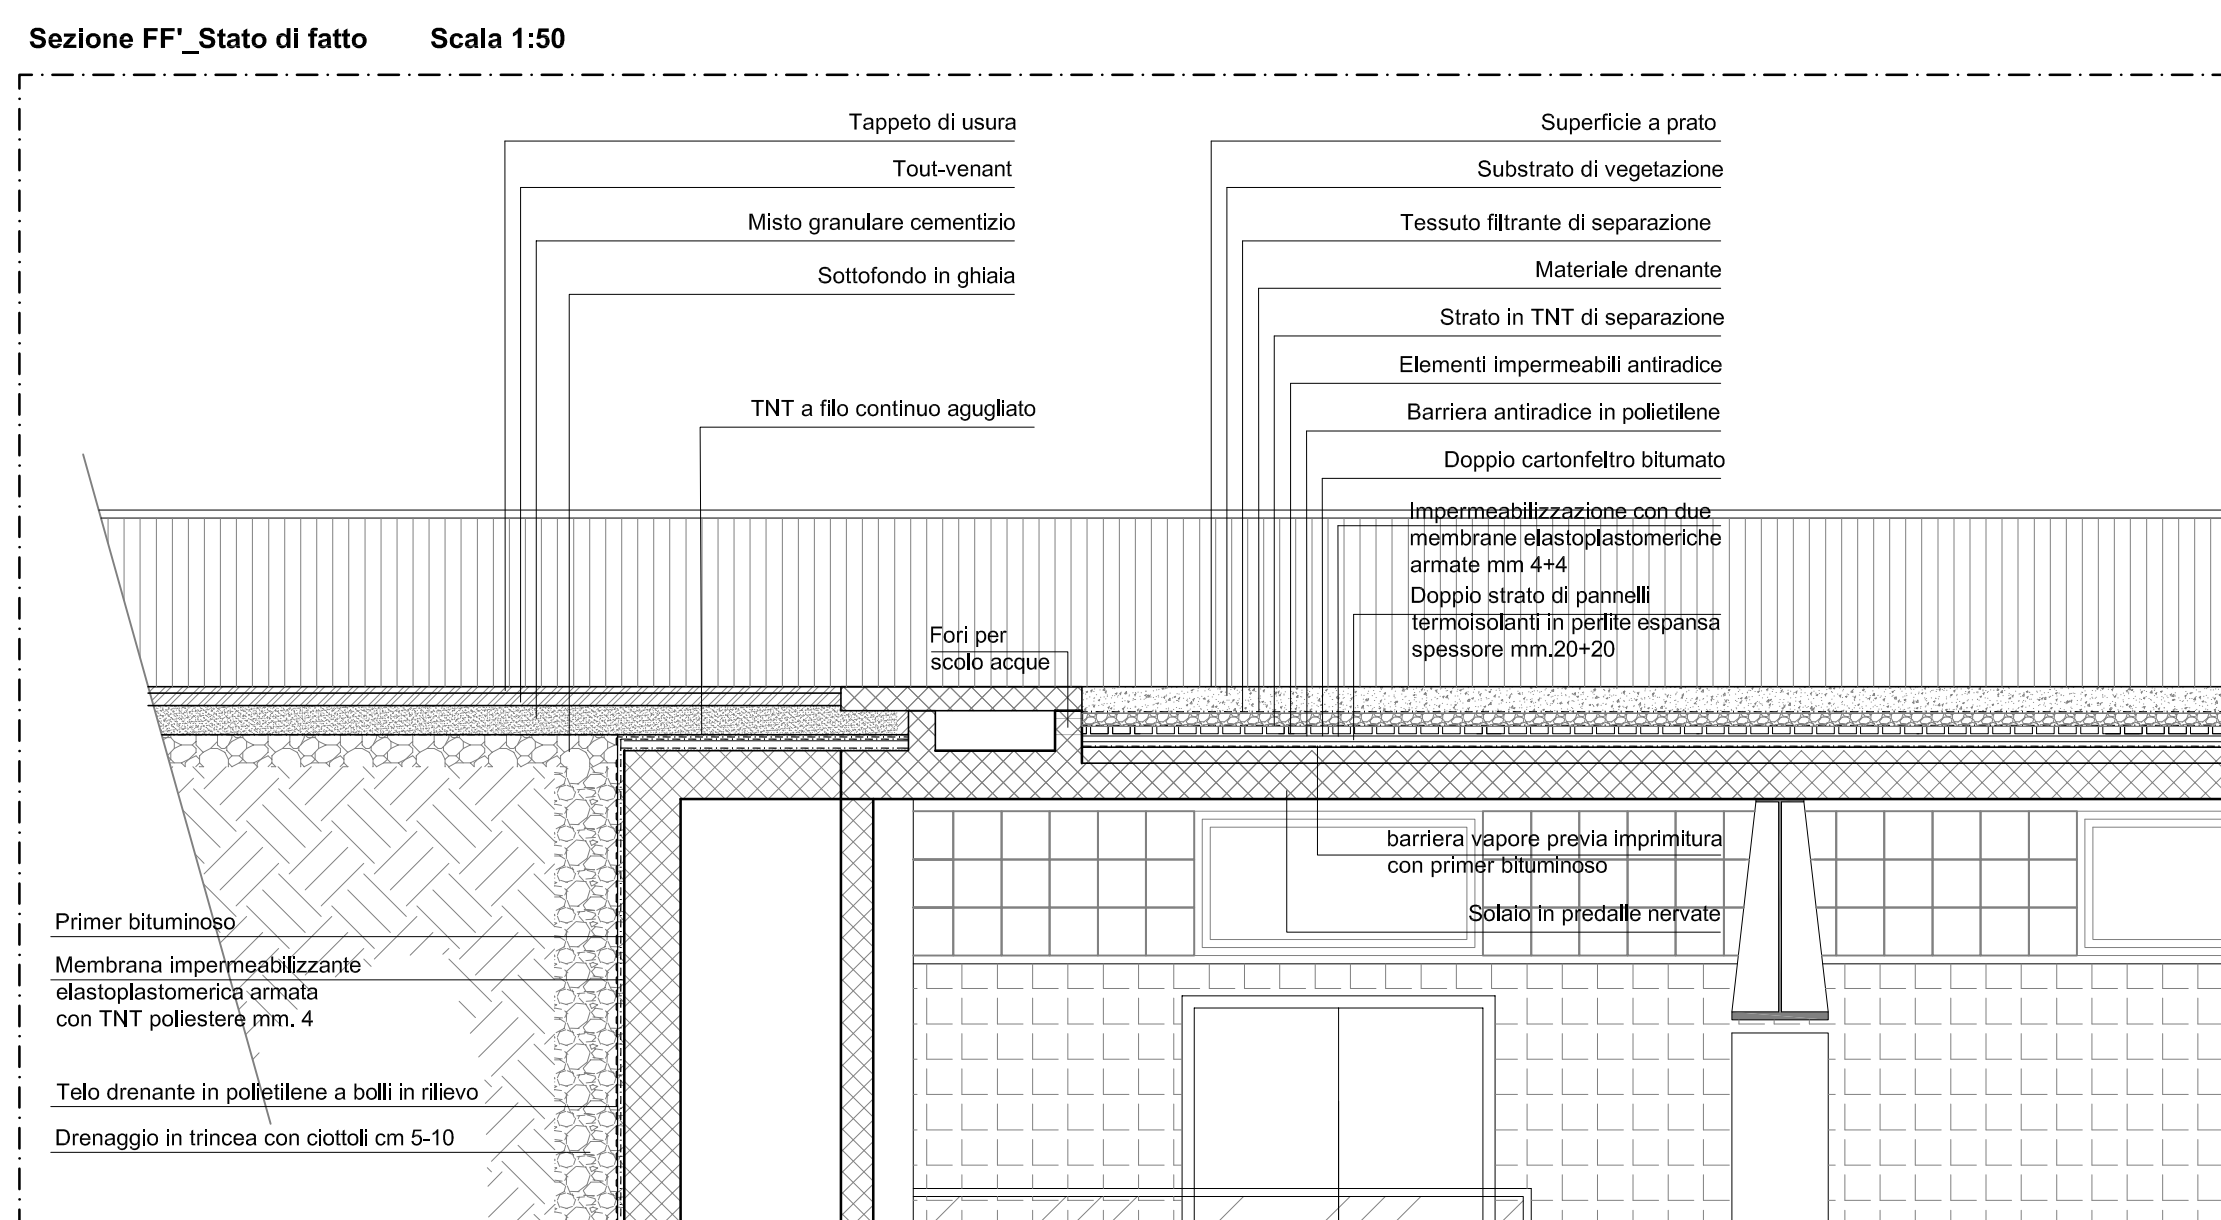 Sezione FF'_Stato di fatto Scala 1:50
Tappeto di usura
Tout-venant
Misto granulare cementizio
Sottofondo in ghiaia
TNT a filo continuo agugliato
Superficie a prato
Substrato di vegetazione
Tessuto filtrante di separazione
Materiale drenante
Strato in TNT di separazione
Elementi impermeabili antiradice
Barriera antiradice in polietilene
Doppio cartonfeltro bitumato
Impermeabilizzazione con due
membrane elastoplastomeriche
armate mm 4+4
Doppio strato di pannelli
termoisolanti in perlite espansa
spessore mm.20+20
Fori per
scolo acque
barriera vapore previa imprimitura
con primer bituminoso
Solaio in predalle nervate
Primer bituminoso
Membrana impermeabilizzante
elastoplastomerica armata
con TNT poliestere mm. 4
Telo drenante in polietilene a bolli in rilievo
Drenaggio in trincea con ciottoli cm 5-10